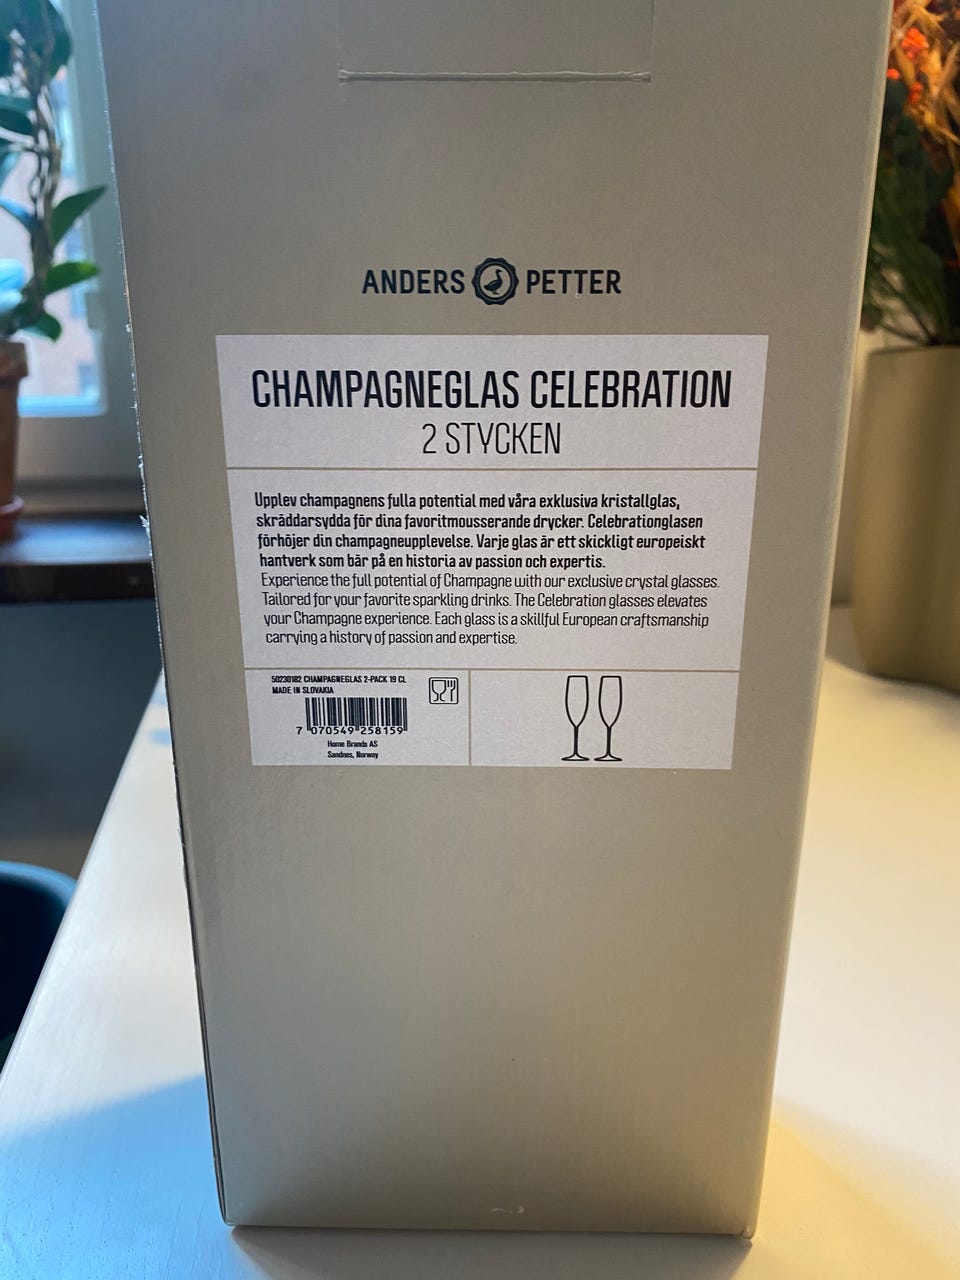 ANDERS PETTER
CHAMPAGNEGLAS CELEBRATION
2 STYCKEN
Upplev champagnens fulla potential med våra exklusiva kristallglas,
skräddarsydda för dina favoritmousserande drycker. Celebrationglasen
förhöjer din champagneupplevelse. Varje glas är ett skickligt europeiskt
hantverk som bär på en historia av passion och expertis.
Experience the full potential of Champagne with our exclusive crystal glasses.
Tailored for your favorite sparkling drinks. The Celebration glasses elevates
your Champagne experience. Each glass is a skillful European craftsmanship
carrying a history of passion and expertise.
50230182 CHAMPAGNEGLAS 2-PACK 19 CL
MADE IN SLOVAKIA
7 070549 258159
Home Brands AS
Sandnes, Norway